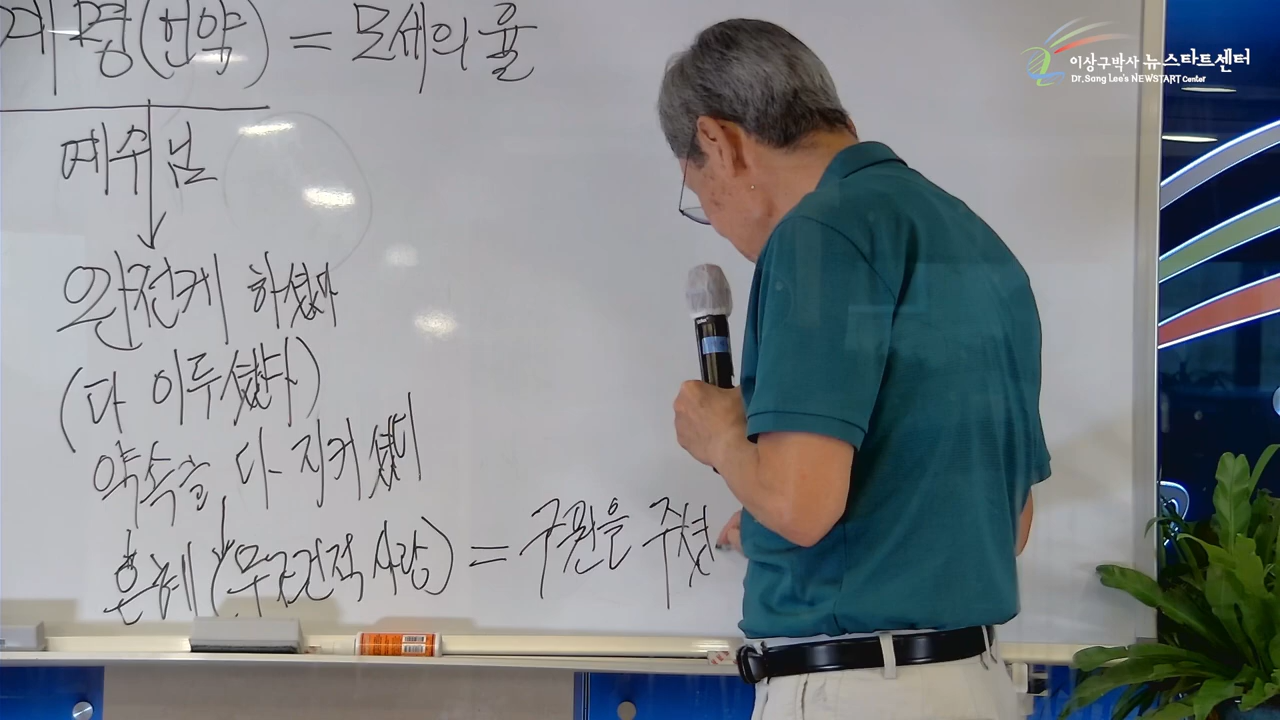 계명(언약) = 모세의 율
예수님
완전케 하셨다
(다 이루셨다)
약속을 다 지키셨다
은혜(무조건적 사랑) = 구원을 주셨
이상구박사 뉴스타트센터
Dr.Sang Lee's NEWSTART Center